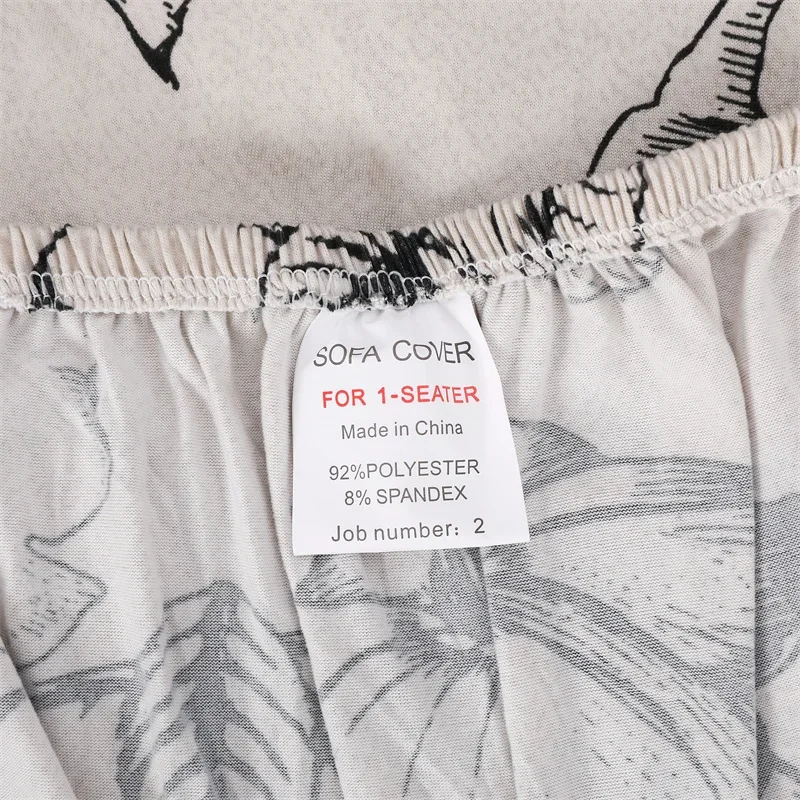 SOFA COVER
FOR 1-SEATER
Made in China
92%POLYESTER
8% SPANDEX
Job number: 2